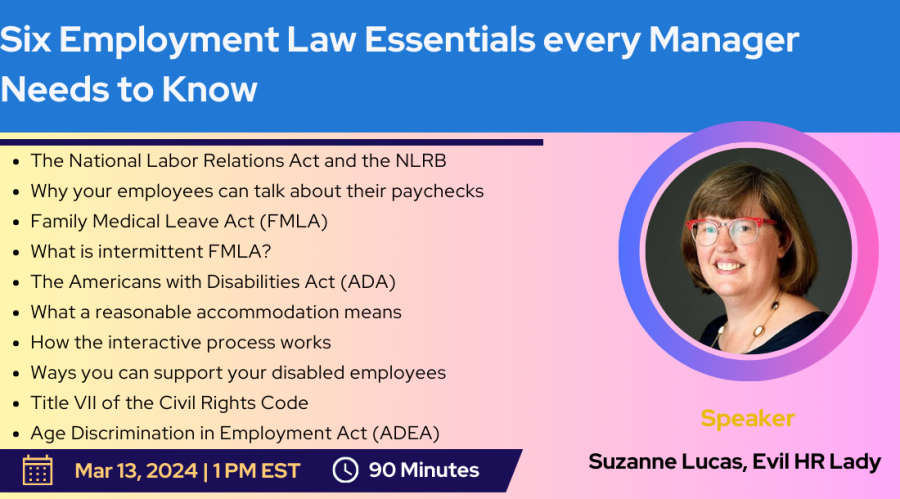 Six Employment Law Essentials every Manager
Needs to Know
• The National Labor Relations Act and the NLRB
• Why your employees can talk about their paychecks
• Family Medical Leave Act (FMLA)
• What is intermittent FMLA?
• The Americans with Disabilities Act (ADA)
• What a reasonable accommodation means
• How the interactive process works
• Ways you can support your disabled employees
• Title VII of the Civil Rights Code
• Age Discrimination in Employment Act (ADEA)
Mar 13, 2024 | 1 PM EST 90 Minutes
Speaker
Suzanne Lucas, Evil HR Lady